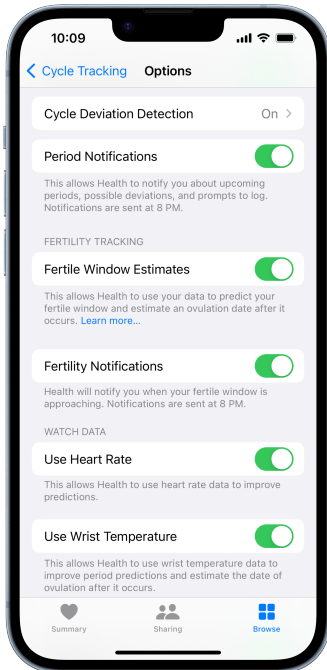 10:09
Cycle Tracking Options
Cycle Deviation Detection On
Period Notifications
This allows Health to notify you about upcoming
periods, possible deviations, and prompts to log.
Notifications are sent at 8 PM.
FERTILITY TRACKING
Fertile Window Estimates
This allows Health to use your data to predict your
fertile window and estimate an ovulation date after it
occurs. Learn more...
Fertility Notifications
Health will notify you when your fertile window is
approaching. Notifications are sent at 8 PM.
WATCH DATA
Use Heart Rate
This allows Health to use heart rate data to improve
predictions.
Use Wrist Temperature
This allows Health to use wrist temperature data to
improve period predictions and estimate the date of
ovulation after it occurs.
Summary Sharing Browse